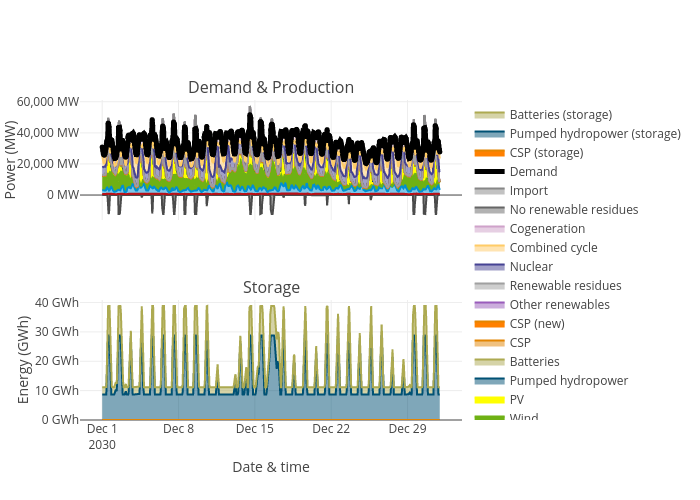 Demand & Production
60,000 MW
40,000 MW
20,000 MW
0 MW
Power (MW)
Storage
40 GWh
30 GWh
20 GWh
10 GWh
0 GWh
Energy (GWh)
Dec 1
2030
Dec 8
Dec 15
Dec 22
Dec 29
Date & time
Batteries (storage)
Pumped hydropower (storage)
CSP (storage)
Demand
Import
No renewable residues
Cogeneration
Combined cycle
Nuclear
Renewable residues
Other renewables
CSP (new)
CSP
Batteries
Pumped hydropower
PV
Wind